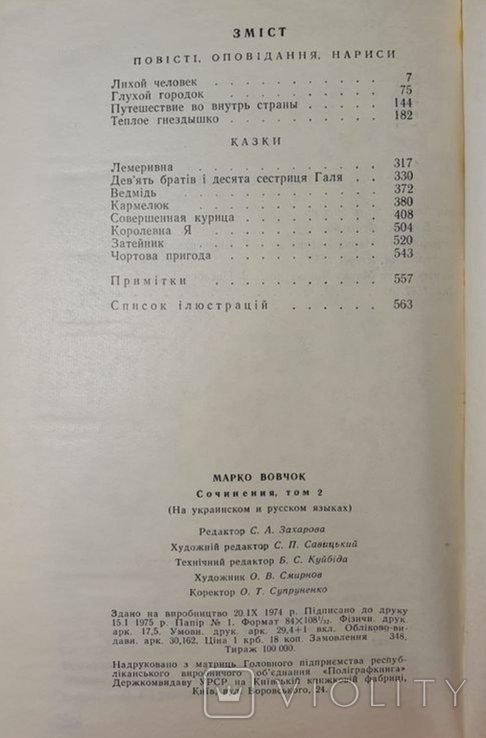 ЗМІСТ
ПОВІСТІ, ОПОВІДАННЯ, НАРИСИ
Лихой человек . . . . . . . . . . . 7
Глухой городок . . . . . . . . . . . 75
Путешествие во внутрь страны . . . . . 144
Теплое гнездышко . . . . . . . . . . 182
КАЗКИ
Лемеривна . . . . . . . . . . . 317
Дев'ять братів і десята сестриця Галя . . 330
Ведмідь . . . . . . . . . . . 372
Кармелюк . . . . . . . . . . . 380
Совершенная курица . . . . . . . . 408
Королевна Я . . . . . . . . . . 504
Затейник . . . . . . . . . . . 520
Чортова пригода . . . . . . . . . 543
Примітки . . . . . . . . . . 557
Список ілюстрацій . . . . . . 563
МАРКО ВОВЧОК
Сочинения, том 2
(На украинском и русском языках)
Редактор С. А. Захарова
Художній редактор С. П. Савицький
Технічний редактор Б. С. Куйбіда
Художник О. В. Смирнов
Коректор О. Т. Супруненко
Здано на виробництво 20.IX 1974 р. Підписано до друку
15.I 1975 р. Папір № 1. Формат 84×108¹/₃₂. Фізичн. друк.
арк. 17,5. Умовн. друк. арк. 29,4+1 вкл. Обліково-ви-
давн. арк. 30,162. Ціна 1 крб. 18 коп. Замовлення 348.
Тираж 100 000.
Надруковано з матриць Головного підприємства респуб-
ліканського виробничого об'єднання «Поліграфкнига»
Держкомвидаву УРСР на Київській книжковій фабриці,
Київ, вул. Воровського, 24.
VIOLITY